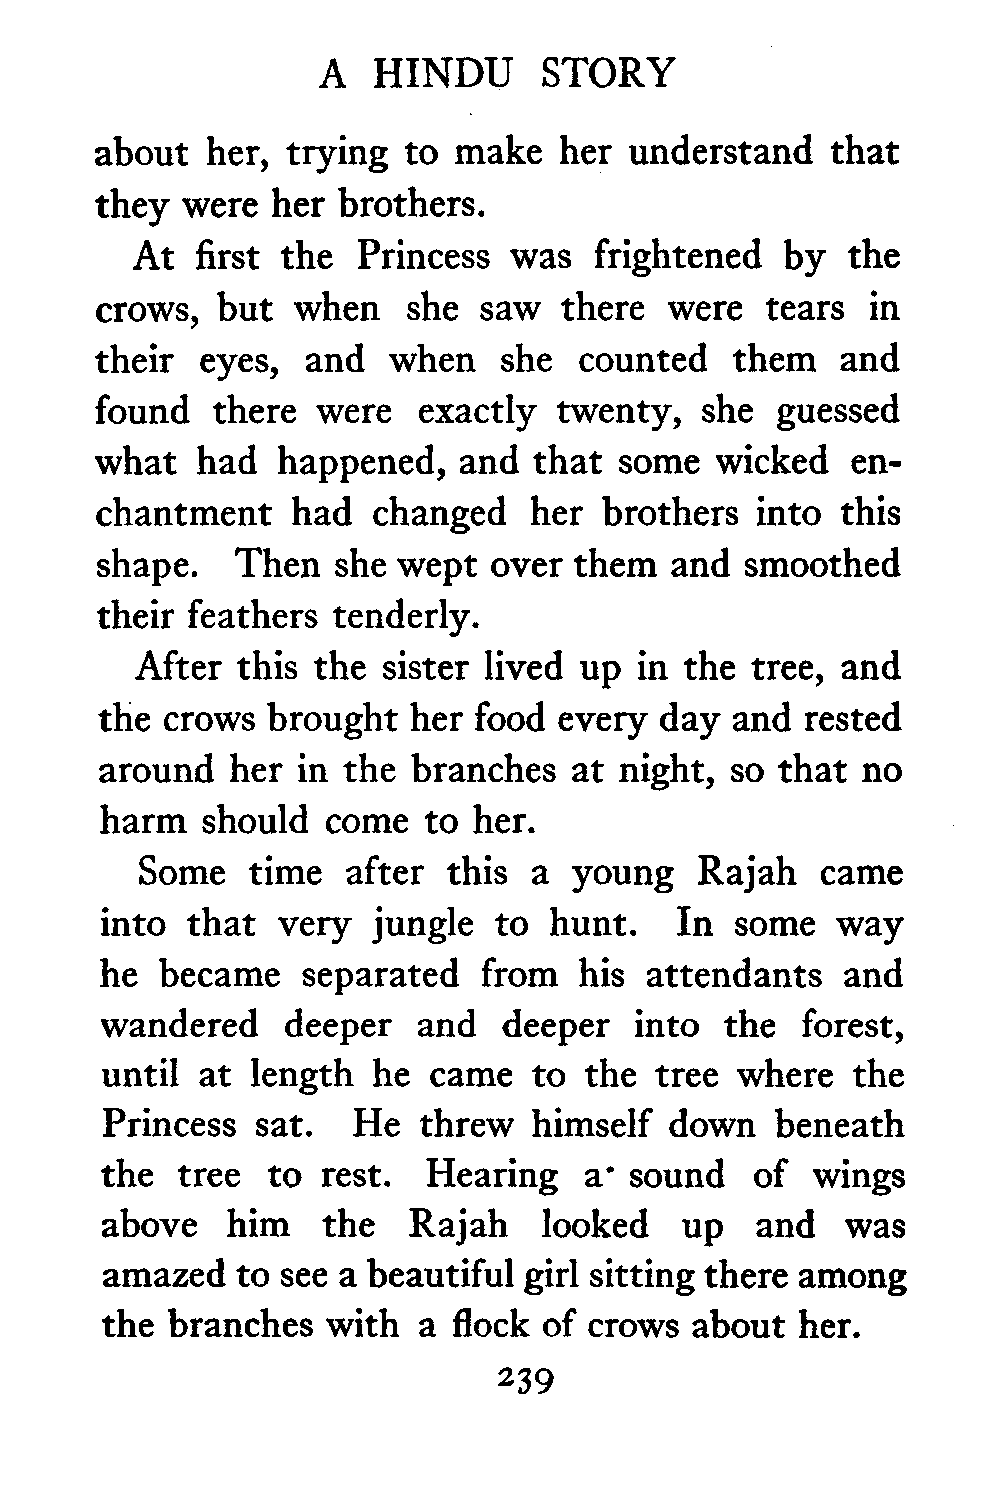 A HINDU STORY
about her, trying to make her understand that
they were her brothers.
At first the Princess was frightened by the
crows, but when she saw there were tears in
their eyes, and when she counted them and
found there were exactly twenty, she guessed
what had happened, and that some wicked en-
chantment had changed her brothers into this
shape. Then she wept over them and smoothed
their feathers tenderly.
After this the sister lived up in the tree, and
the crows brought her food every day and rested
around her in the branches at night, so that no
harm should come to her.
Some time after this a young Rajah came
into that very jungle to hunt. In some way
he became separated from his attendants and
wandered deeper and deeper into the forest,
until at length he came to the tree where the
Princess sat. He threw himself down beneath
the tree to rest. Hearing a sound of wings
above him the Rajah looked up and was
amazed to see a beautiful girl sitting there among
the branches with a flock of crows about her.
239